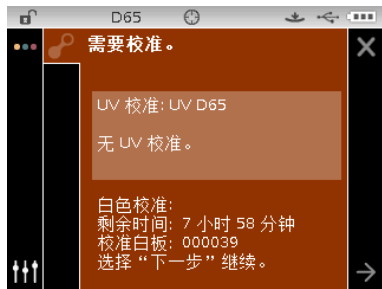 D65
需要校准。
UV 校准: UV D65
无 UV 校准。
白色校准:
剩余时间: 7 小时 58 分钟
校准白板: 000039
选择“下一步”继续。